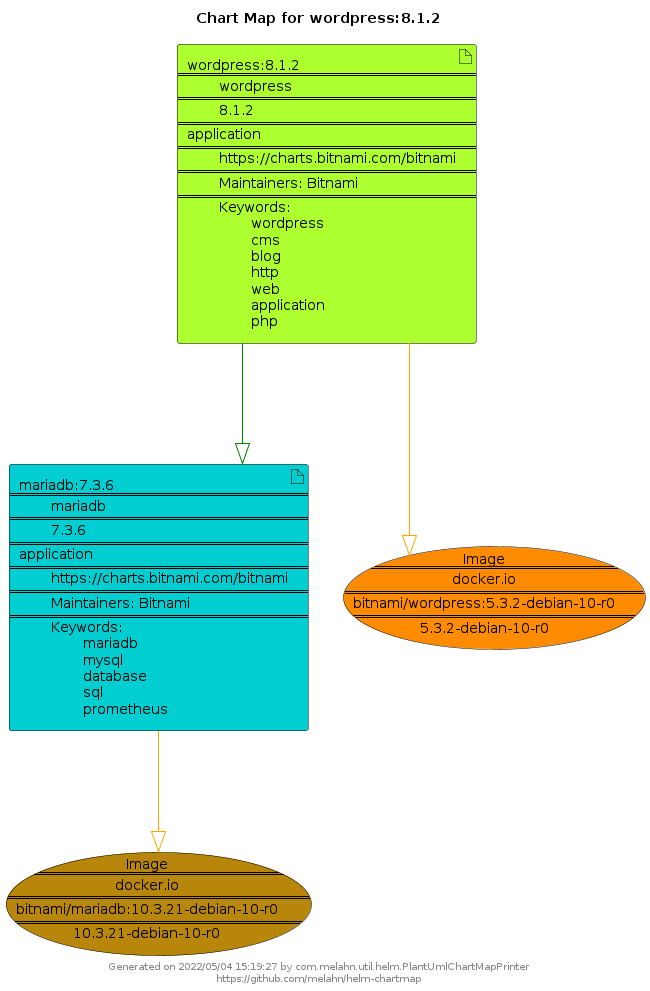 Chart Map for wordpress:8.1.2
wordpress:8.1.2
wordpress
8.1.2
application
https://charts.bitnami.com/bitnami
Maintainers: Bitnami
Keywords:
wordpress
cms
blog
http
web
application
php
mariadb:7.3.6
mariadb
7.3.6
application
https://charts.bitnami.com/bitnami
Maintainers: Bitnami
Keywords:
mariadb
mysql
database
sql
prometheus
Image
docker.io
bitnami/wordpress:5.3.2-debian-10-r0
5.3.2-debian-10-r0
Image
docker.io
bitnami/mariadb:10.3.21-debian-10-r0
10.3.21-debian-10-r0
Generated on 2022/05/04 15:19:27 by com.melahn.util.helm.PlantUmlChartMapPrinter
https://github.com/melahn/helm-chartmap